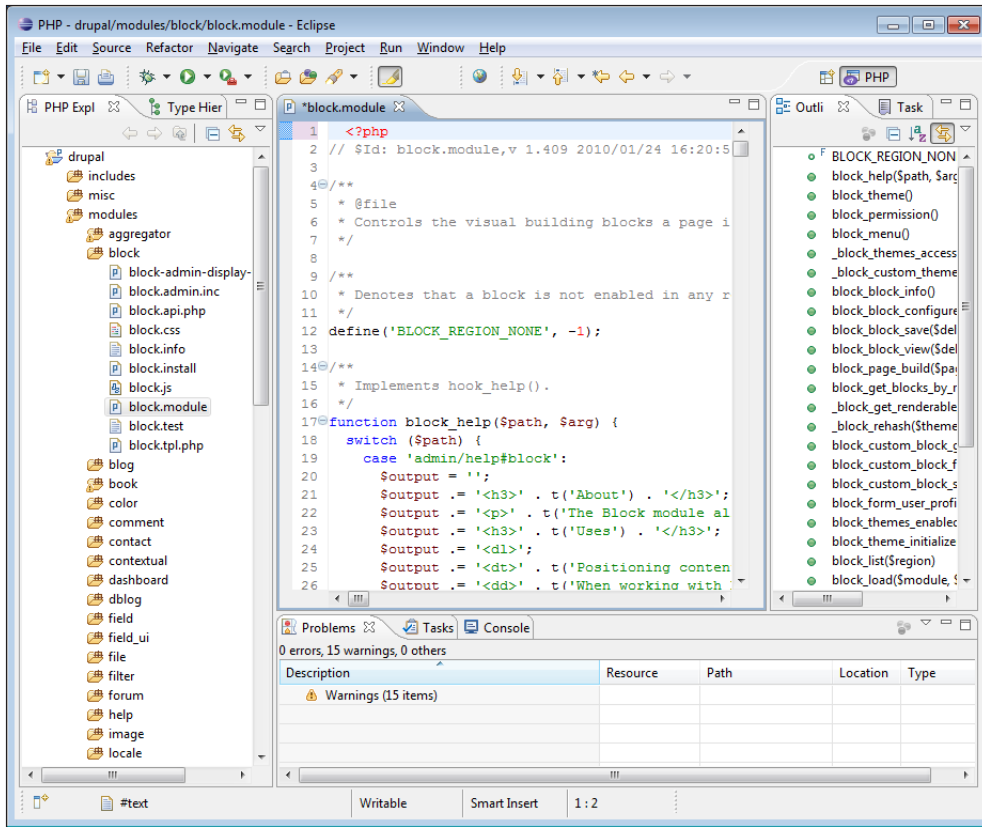 PHP - drupal/modules/block/block.module - Eclipse
File Edit Source Refactor Navigate Search Project Run Window Help
PHP
PHP Expl Type Hier
drupal
includes
misc
modules
aggregator
block
block-admin-display-
block.admin.inc
block.api.php
block.css
block.info
block.install
block.js
block.module
block.test
block.tpl.php
blog
book
color
comment
contact
contextual
dashboard
dblog
field
field_ui
file
filter
forum
help
image
locale
*block.module
1 <?php
2 // $Id: block.module,v 1.409 2010/01/24 16:20:5
3
4 /**
5 * @file
6 * Controls the visual building blocks a page i
7 */
8
9 /**
10 * Denotes that a block is not enabled in any r
11 */
12 define('BLOCK_REGION_NONE', -1);
13
14 /**
15 * Implements hook_help().
16 */
17 function block_help($path, $arg) {
18 switch ($path) {
19 case 'admin/help#block':
20 $output = '';
21 $output .= '<h3>' . t('About') . '</h3>';
22 $output .= '<p>' . t('The Block module al
23 $output .= '<h3>' . t('Uses') . '</h3>';
24 $output .= '<dl>';
25 $output .= '<dt>' . t('Positioning conten
26 $output .= '<dd>' . t('When working with
Outli Task
F BLOCK_REGION_NON
block_help($path, $arg
block_theme()
block_permission()
block_menu()
_block_themes_access
_block_custom_theme
block_block_info()
block_block_configure
block_block_save($del
block_block_view($del
block_page_build($pa
block_get_blocks_by_r
_block_get_renderable
_block_rehash($theme
block_custom_block_g
block_custom_block_f
block_custom_block_s
block_form_user_profi
block_themes_enabled
block_theme_initialize
block_list($region)
block_load($module, $
Problems Tasks Console
0 errors, 15 warnings, 0 others
Description Resource Path Location Type
Warnings (15 items)
#text Writable Smart Insert 1 : 2